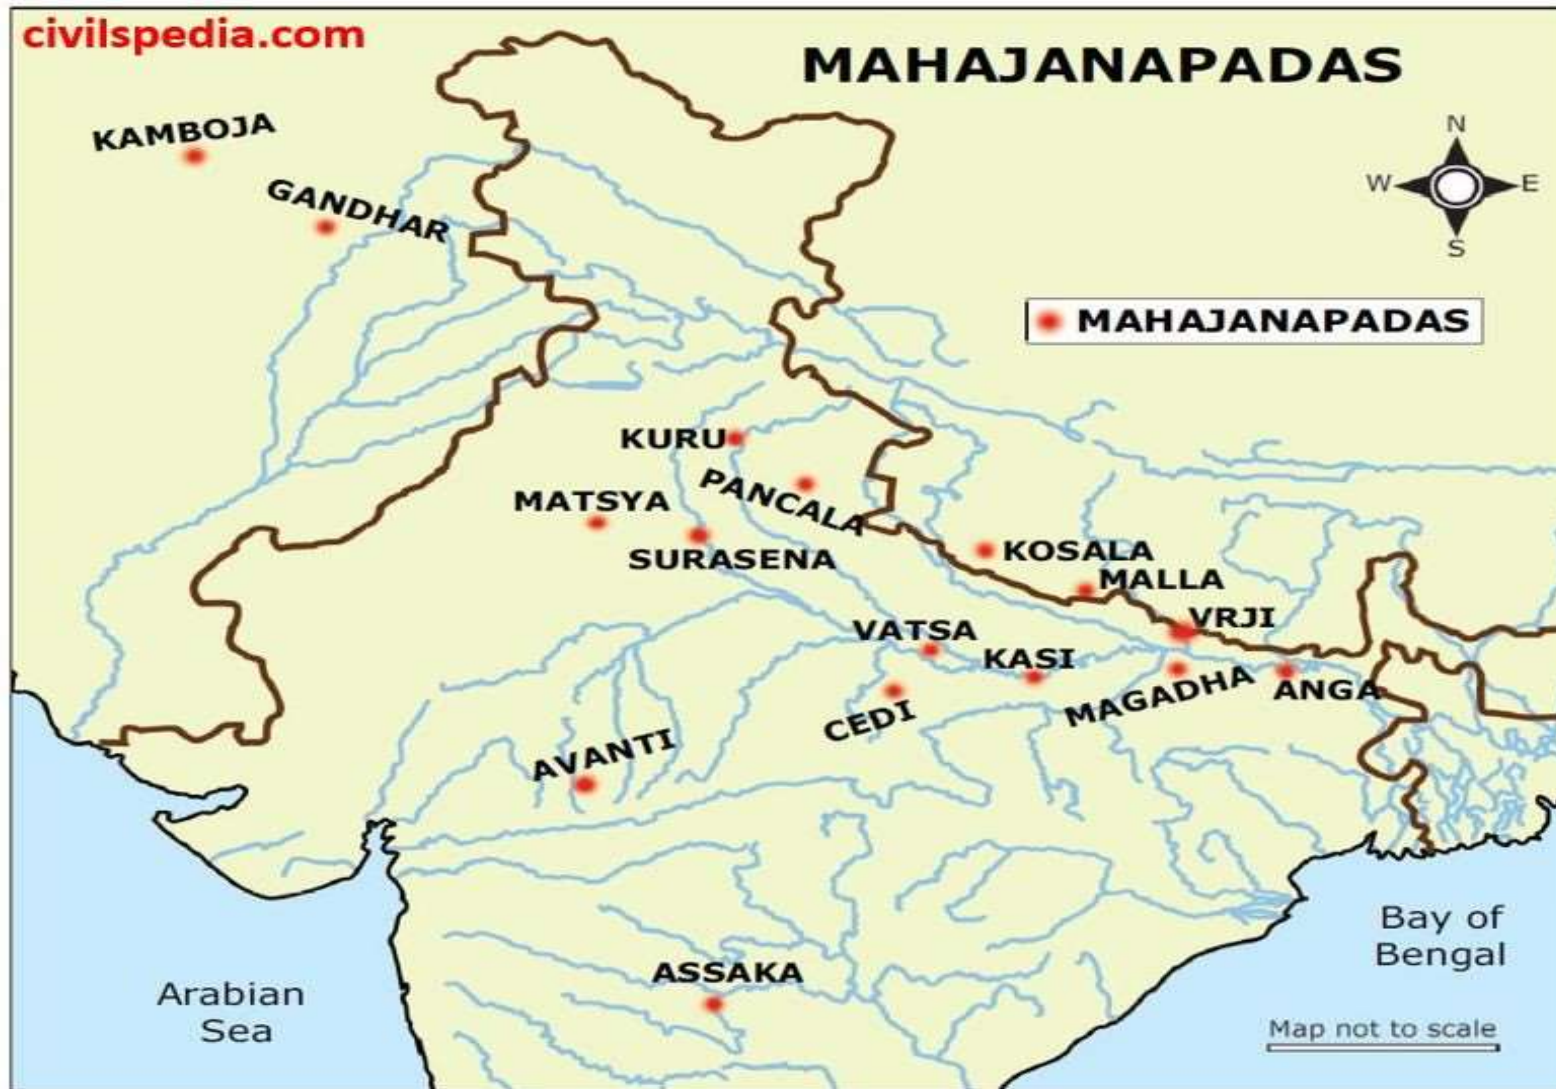 civilspedia.com
MAHAJANAPADAS
KAMBOJA
N
W
E
S
GANDHAR
MAHAJANAPADAS
KURU
PANCALA
MATSYA
SURASENA
KOSALA
MALLA
VRJI
VATSA
KASI
MAGADHA
ANGA
CEDI
AVANTI
Bay of
Bengal
ASSAKA
Arabian
Sea
Map not to scale